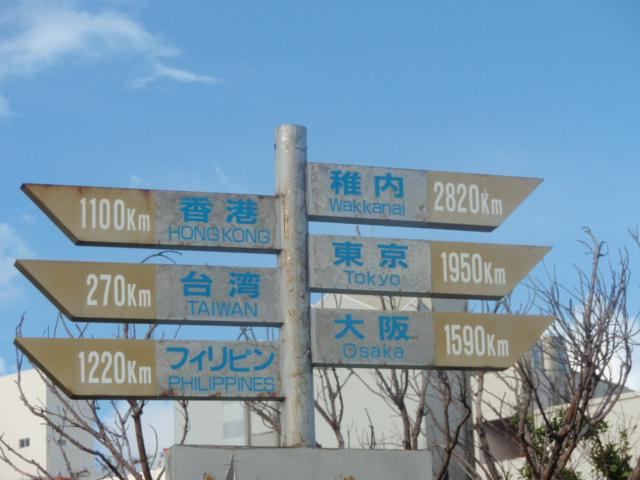 1100Km 香港
HONG KONG
270Km 台湾
TAIWAN
1220Km フィリピン
PHILIPPINES
稚内 2820Km
Wakkanai
東京 1950Km
Tokyo
大阪 1590Km
Osaka